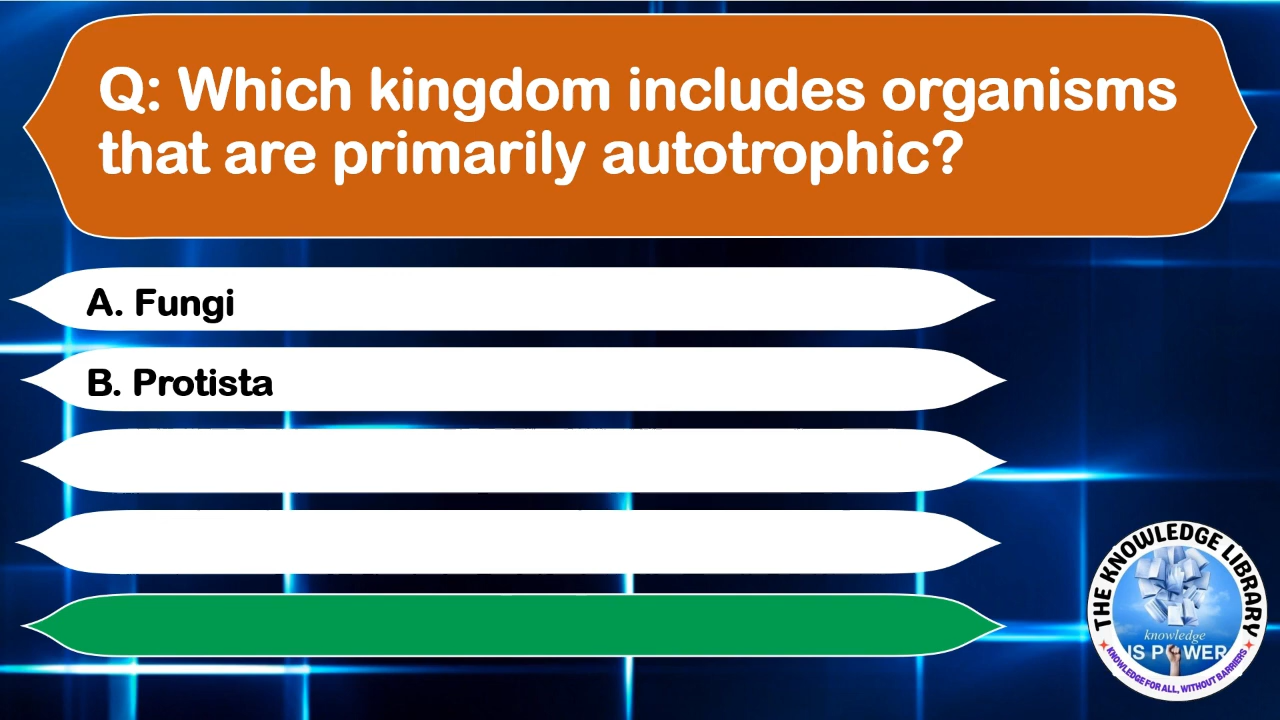 Q: Which kingdom includes organisms
that are primarily autotrophic?
A. Fungi
B. Protista
THE KNOWLEDGE LIBRARY
knowledge
IS POWER
KNOWLEDGE FOR ALL, WITHOUT BARRIERS